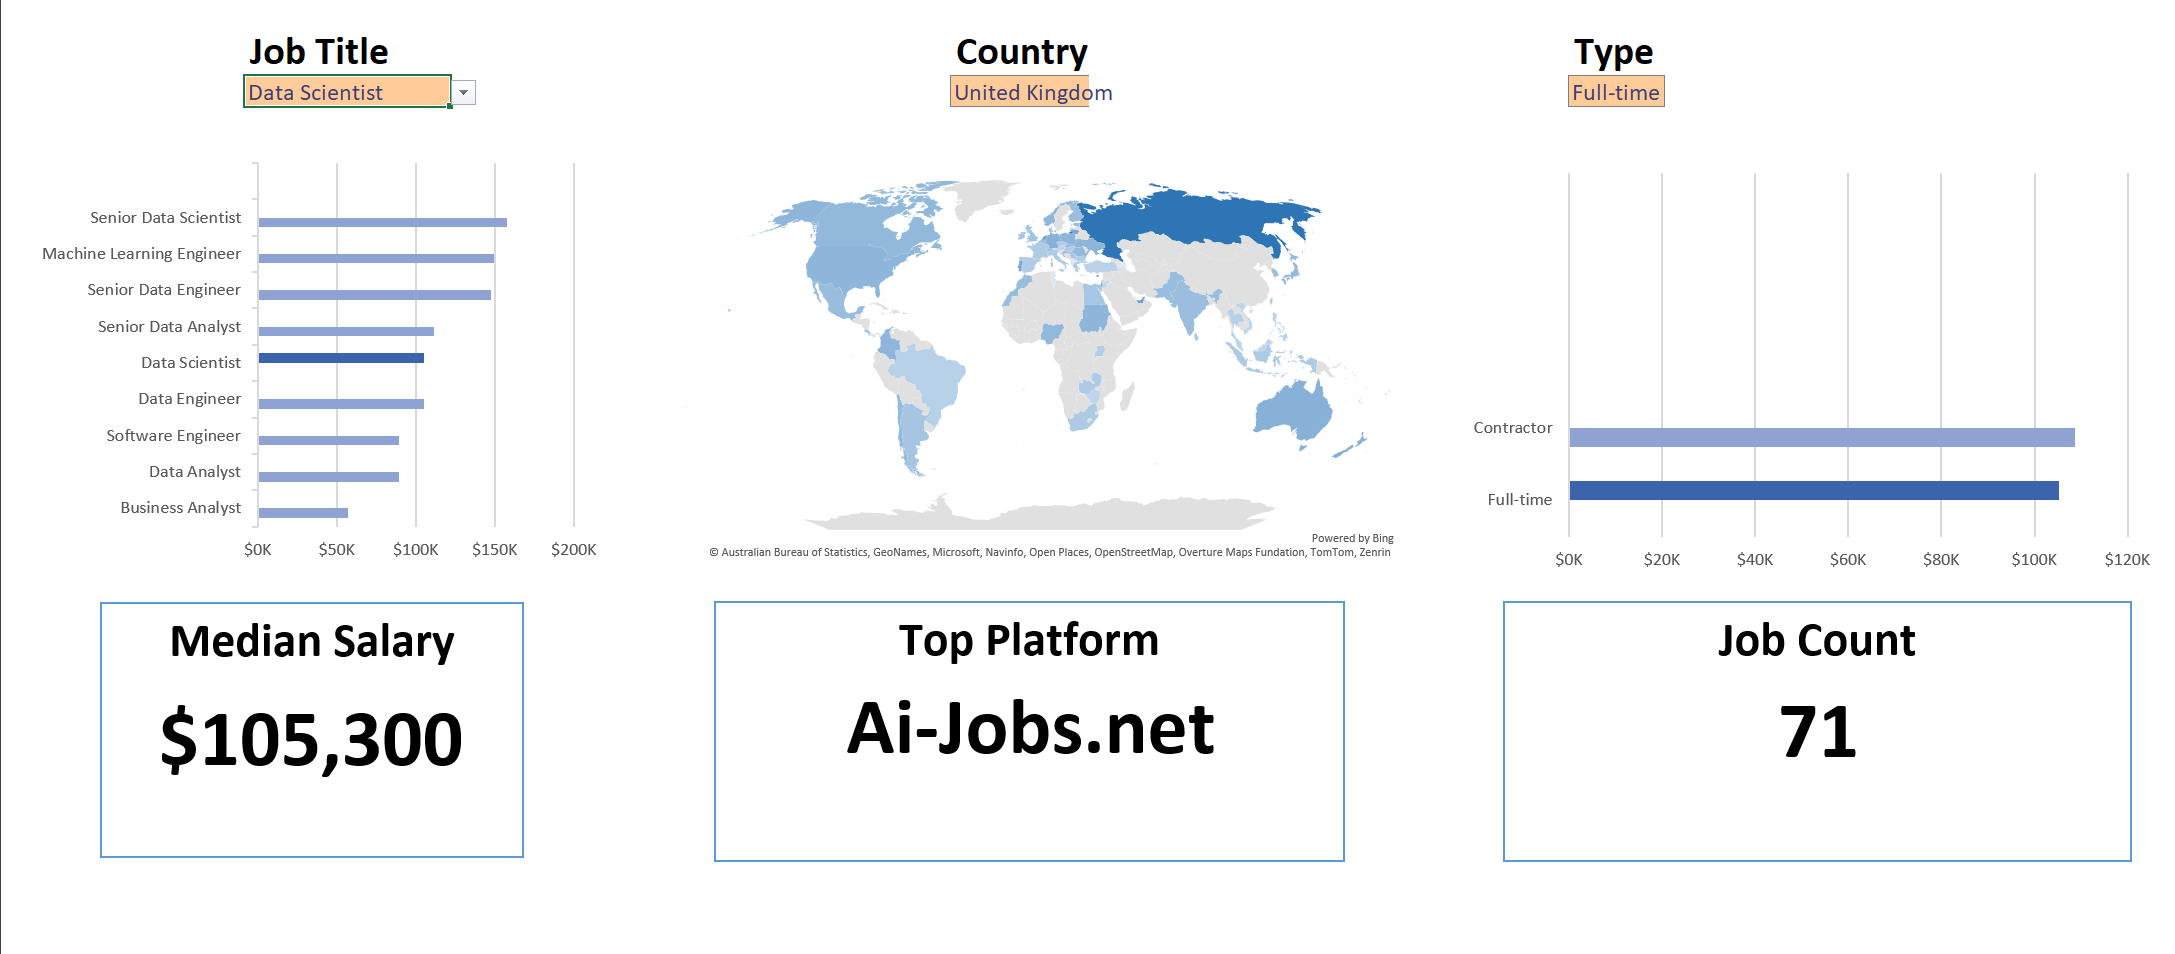 Job Title
Data Scientist
Country
United Kingdom
Type
Full-time
Senior Data Scientist
Machine Learning Engineer
Senior Data Engineer
Senior Data Analyst
Data Scientist
Data Engineer
Software Engineer
Data Analyst
Business Analyst
$0K $50K $100K $150K $200K
Powered by Bing
© Australian Bureau of Statistics, GeoNames, Microsoft, Navinfo, Open Places, OpenStreetMap, Overture Maps Fundation, TomTom, Zenrin
Contractor
Full-time
$0K $20K $40K $60K $80K $100K $120K
Median Salary
$105,300
Top Platform
Ai-Jobs.net
Job Count
71